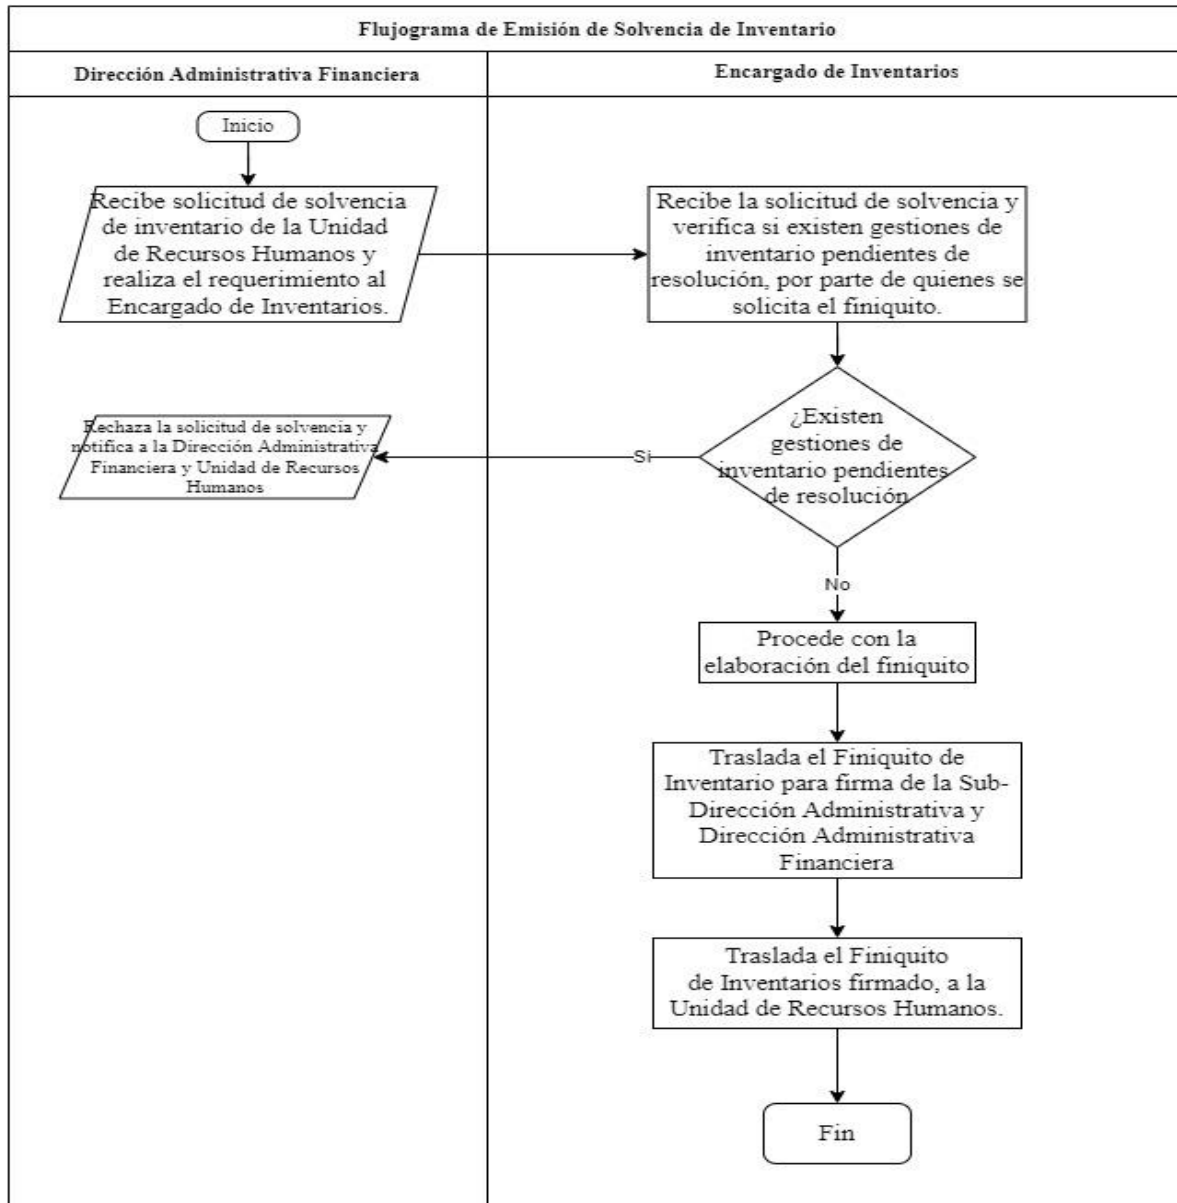 Flujograma de Emisión de Solvencia de Inventario
Dirección Administrativa Financiera
Encargado de Inventarios
Inicio
Recibe solicitud de solvencia
de inventario de la Unidad
de Recursos Humanos y
realiza el requerimiento al
Encargado de Inventarios.
Recibe la solicitud de solvencia y
verifica si existen gestiones de
inventario pendientes de
resolución, por parte de quienes se
solicita el finiquito.
¿Existen
gestiones de
inventario pendientes
de resolución
Si
Rechaza la solicitud de solvencia y
notifica a la Dirección Administrativa
Financiera y Unidad de Recursos
Humanos
No
Procede con la
elaboración del finiquito
Traslada el Finiquito de
Inventario para firma de la Sub-
Dirección Administrativa y
Dirección Administrativa
Financiera
Traslada el Finiquito
de Inventarios firmado, a la
Unidad de Recursos Humanos.
Fin